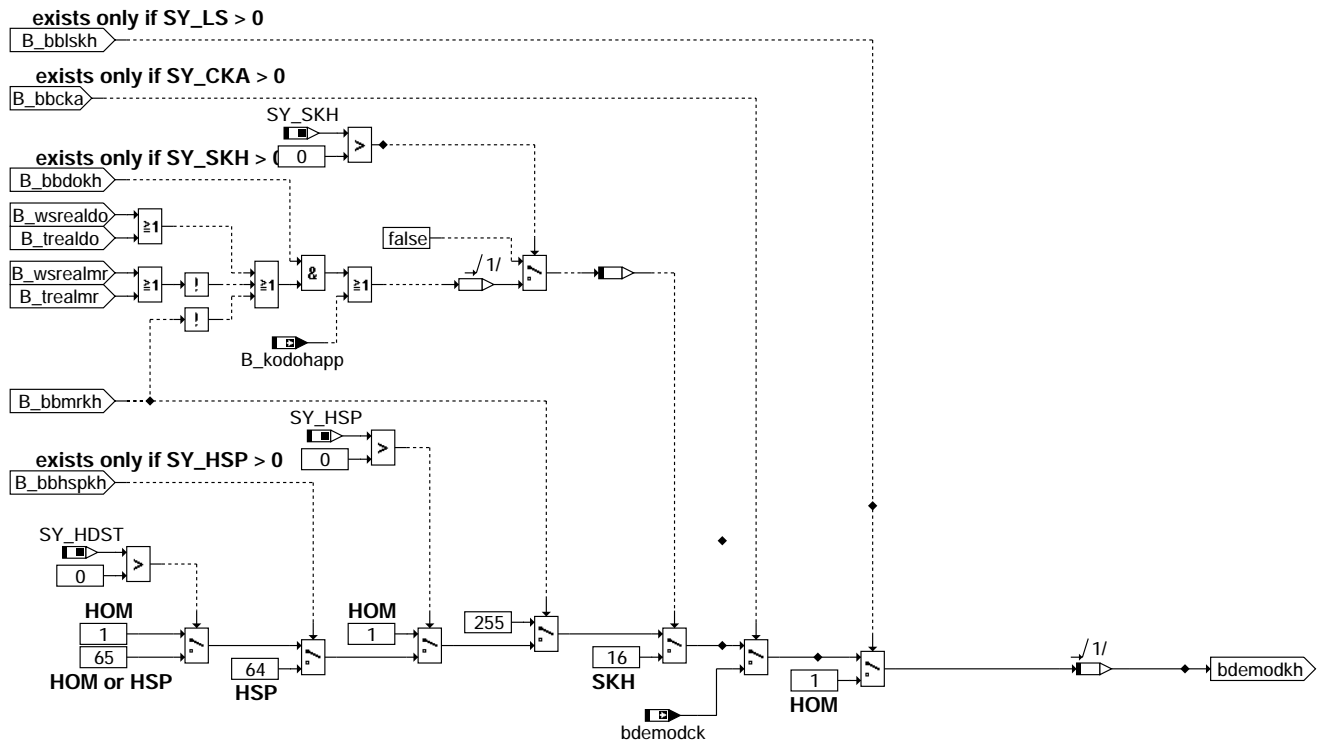 exists only if SY_LS > 0
B_bblskh
exists only if SY_CKA > 0
B_bbcka
SY_SKH
>
0
exists only if SY_SKH > 0
B_bbdokh
B_wsrealdo
≧1
B_trealdo
false
/1/
B_wsrealmr
≧1
!
≧1
&
≧1
B_trealmr
!
B_kodohapp
B_bbmrkh
SY_HSP
>
0
exists only if SY_HSP > 0
B_bbhspkh
SY_HDST
>
0
HOM
1
65
HOM or HSP
64
HSP
HOM
1
255
16
SKH
1
HOM
/1/
bdemodkh
bdemodck